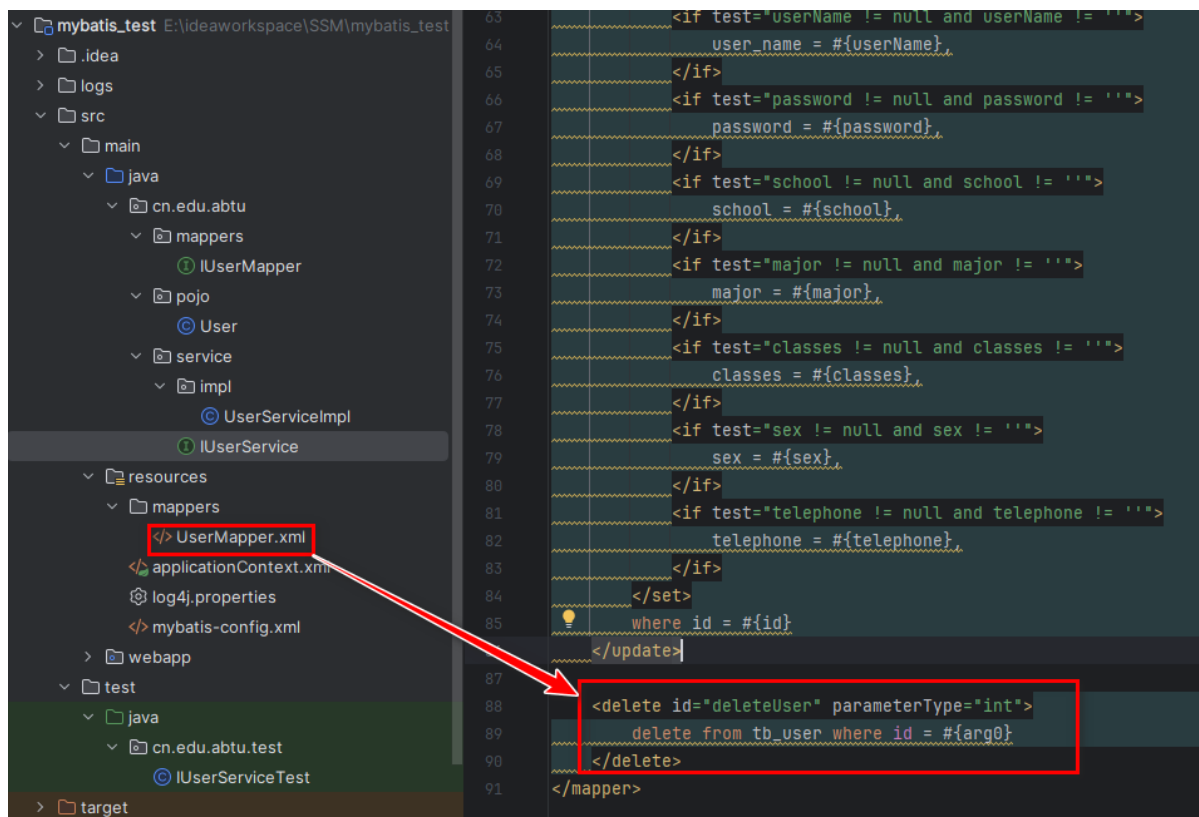 mybatis_test E:\ideaworkspace\SSM\mybatis_test
.idea
logs
src
main
java
cn.edu.abtu
mappers
IUserMapper
pojo
User
service
impl
UserServiceImpl
IUserService
resources
mappers
UserMapper.xml
applicationContext.xml
log4j.properties
mybatis-config.xml
webapp
test
java
cn.edu.abtu.test
IUserServiceTest
target
63 <if test="userName != null and userName != ''">
64 user_name = #{userName},
65 </if>
66 <if test="password != null and password != ''">
67 password = #{password},
68 </if>
69 <if test="school != null and school != ''">
70 school = #{school},
71 </if>
72 <if test="major != null and major != ''">
73 major = #{major},
74 </if>
75 <if test="classes != null and classes != ''">
76 classes = #{classes},
77 </if>
78 <if test="sex != null and sex != ''">
79 sex = #{sex},
80 </if>
81 <if test="telephone != null and telephone != ''">
82 telephone = #{telephone},
83 </if>
84 </set>
85 where id = #{id}
</update>
87
88 <delete id="deleteUser" parameterType="int">
89 delete from tb_user where id = #{arg0}
90 </delete>
91 </mapper>